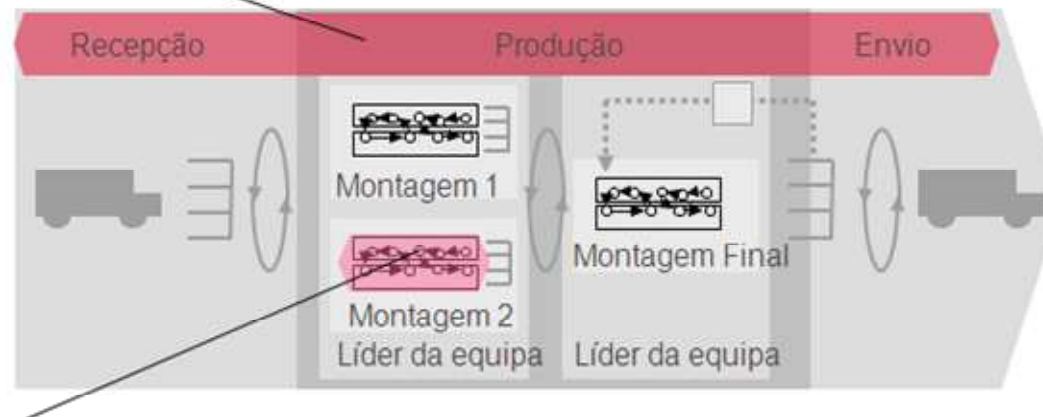 Recepção Produção Envio
Montagem 1
Montagem 2
Líder da equipa
Montagem Final
Líder da equipa